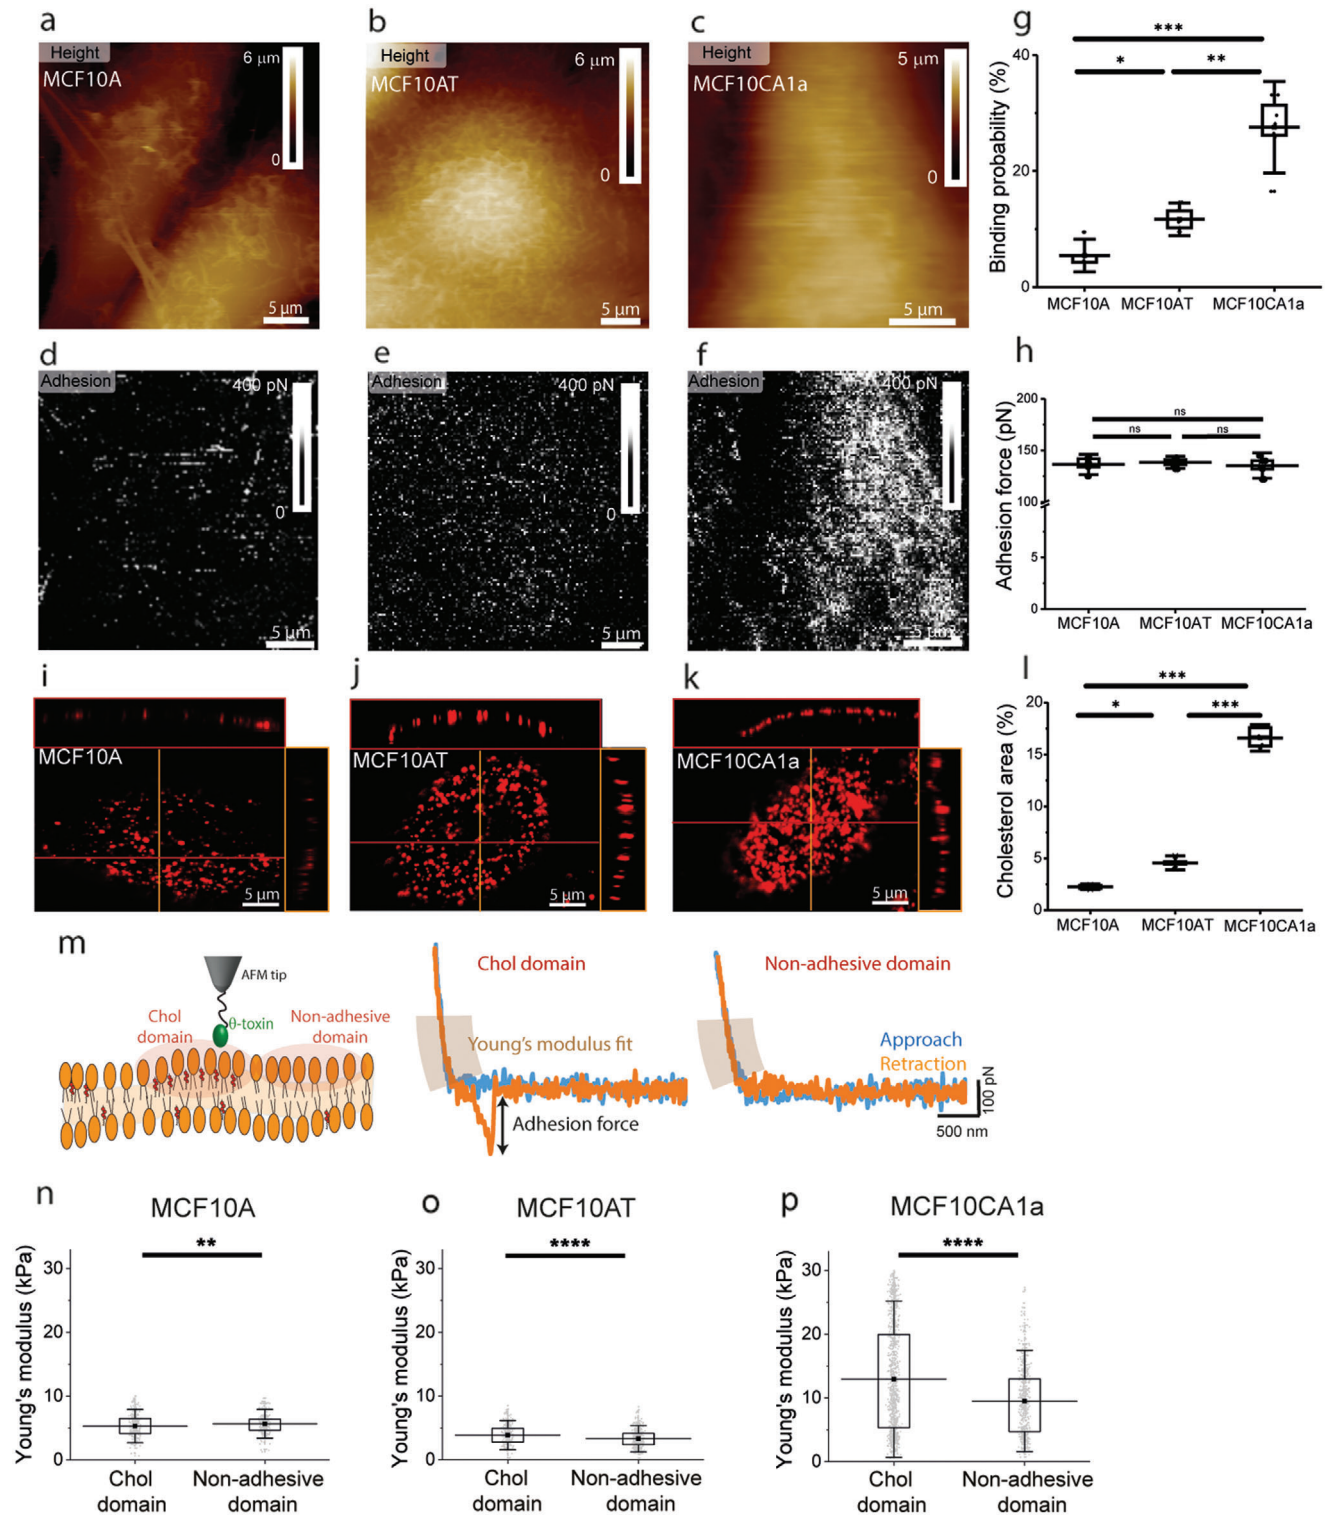 a
Height
MCF10A
6 μm
0
5 μm
b
Height
MCF10AT
6 μm
0
5 μm
c
Height
MCF10CA1a
5 μm
0
5 μm
g
***
*
**
Binding probability (%)
40
20
0
MCF10A MCF10AT MCF10CA1a
d
Adhesion
400 pN
0
5 μm
e
Adhesion
400 pN
0
5 μm
f
Adhesion
400 pN
0
5 μm
h
ns
ns
ns
Adhesion force (pN)
200
150
100
5
0
MCF10A MCF10AT MCF10CA1a
i
MCF10A
5 μm
j
MCF10AT
5 μm
k
MCF10CA1a
5 μm
l
***
*
***
Cholesterol area (%)
20
15
10
5
0
MCF10A MCF10AT MCF10CA1a
m
AFM tip
θ-toxin
Chol
domain
Non-adhesive
domain
Chol domain
Young's modulus fit
Adhesion force
Non-adhesive domain
Approach
Retraction
100 pN
500 nm
n
MCF10A
**
Young's modulus (kPa)
30
20
10
0
Chol
domain
Non-adhesive
domain
o
MCF10AT
****
Young's modulus (kPa)
30
20
10
0
Chol
domain
Non-adhesive
domain
p
MCF10CA1a
****
Young's modulus (kPa)
30
20
10
0
Chol
domain
Non-adhesive
domain